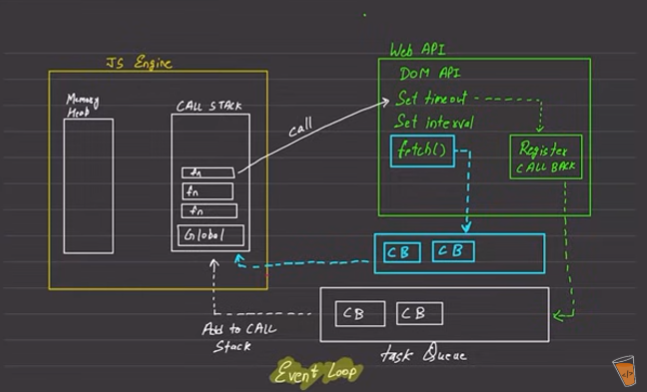 JS Engine
Memory
Heap
CALL STACK
fn
fn
fn
Global
call
Web API
DOM API
Set timeout
Set interval
fetch()
Register
CALL BACK
CB
CB
CB
CB
Add to CALL
Stack
task Queue
Event Loop